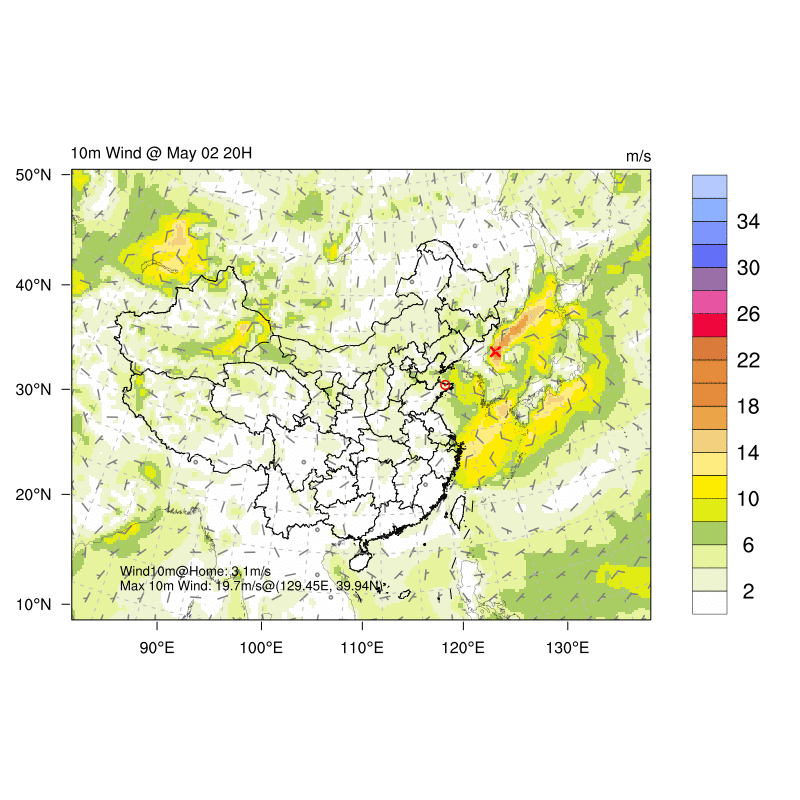 10m Wind @ May 02 20H
m/s
50°N
40°N
30°N
20°N
10°N
90°E
100°E
110°E
120°E
130°E
34
30
26
22
18
14
10
6
2
Wind10m@Home: 3.1m/s
Max 10m Wind: 19.7m/s@(129.45E, 39.94N)